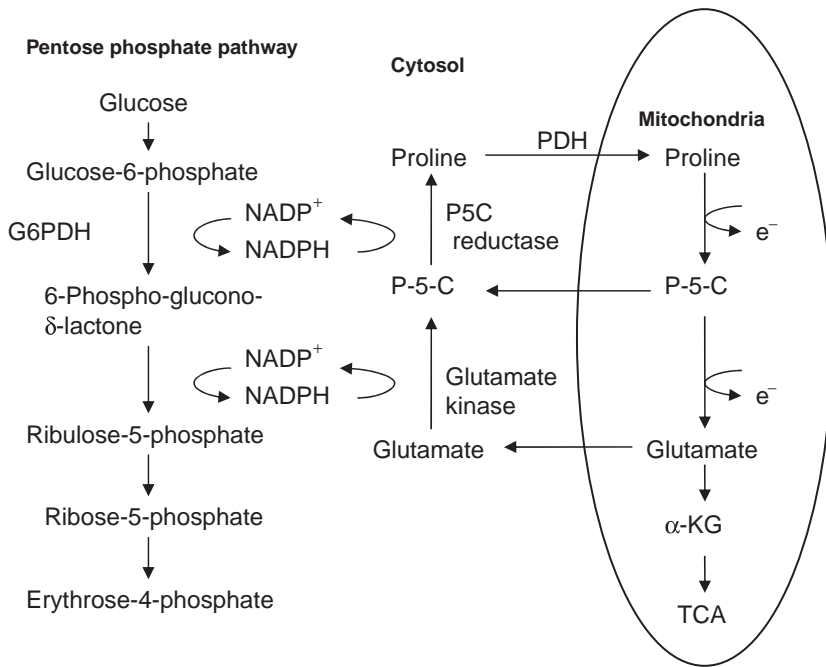 Pentose phosphate pathway
Glucose
Glucose-6-phosphate
G6PDH
6-Phospho-glucono-
δ-lactone
Ribulose-5-phosphate
Ribose-5-phosphate
Erythrose-4-phosphate
NADP⁺
NADPH
NADP⁺
NADPH
Cytosol
Proline
P5C
reductase
P-5-C
Glutamate
kinase
Glutamate
PDH
Mitochondria
Proline
e⁻
P-5-C
e⁻
Glutamate
α-KG
TCA